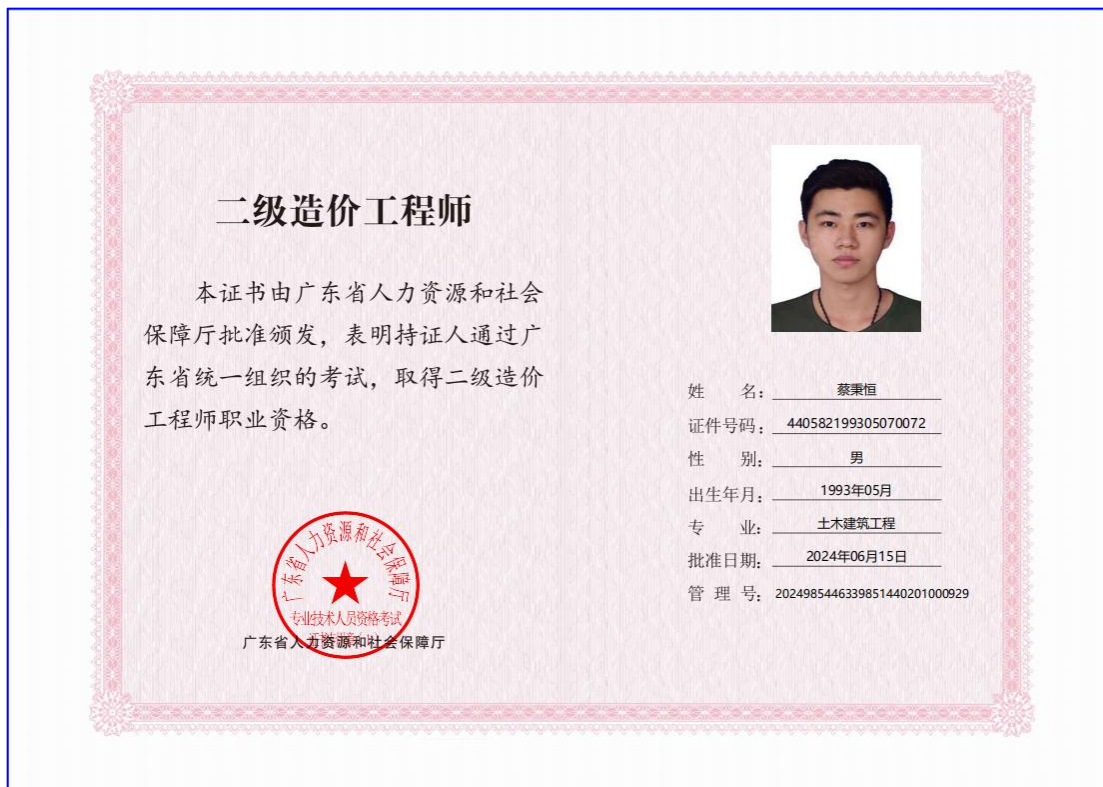 二级造价工程师
本证书由广东省人力资源和社会
保障厅批准颁发，表明持证人通过广
东省统一组织的考试，取得二级造价
工程师职业资格。
广东省人力资源和社会保障厅
专业技术人员资格考试
广东省人力资源和社会保障厅
姓 名：蔡秉恒
证件号码：440582199305070072
性 别：男
出生年月：1993年05月
专 业：土木建筑工程
批准日期：2024年06月15日
管 理 号：2024985446339851440201000929